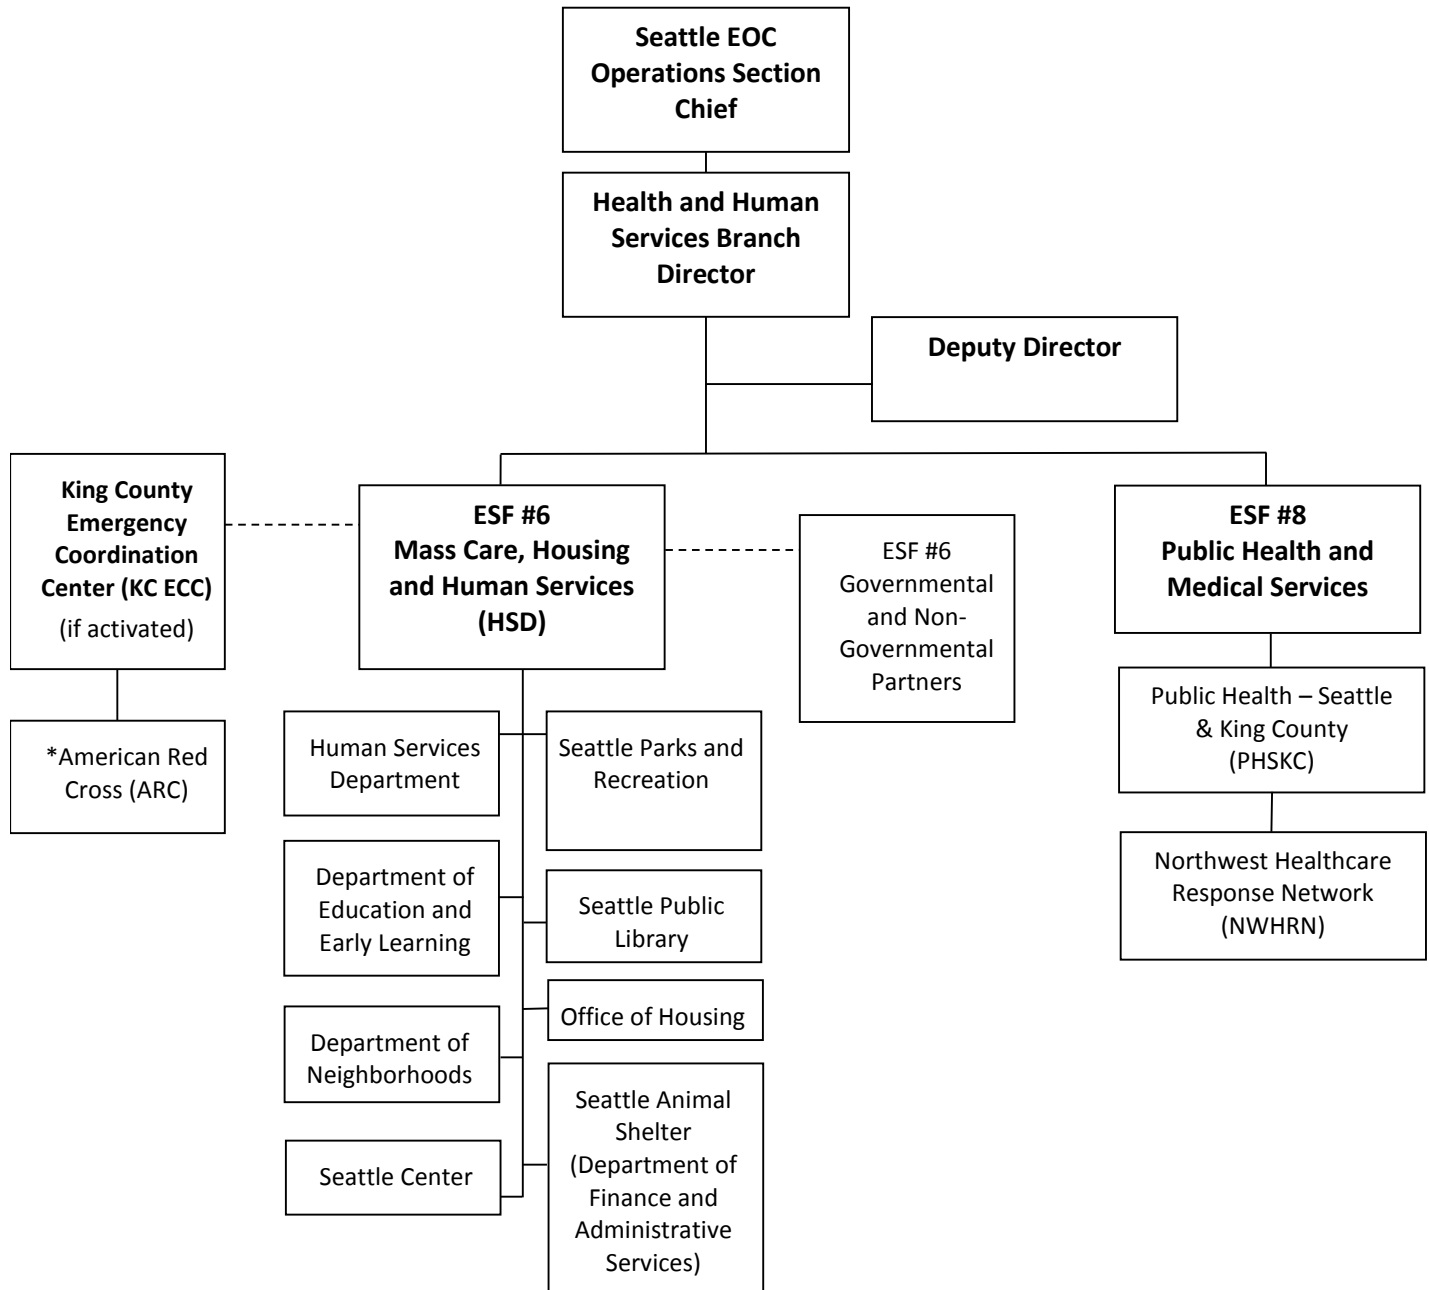 Seattle EOC
Operations Section
Chief
Health and Human
Services Branch
Director
Deputy Director
King County
Emergency
Coordination
Center (KC ECC)
(if activated)
*American Red
Cross (ARC)
ESF #6
Mass Care, Housing
and Human Services
(HSD)
ESF #6
Governmental
and Non-
Governmental
Partners
ESF #8
Public Health and
Medical Services
Public Health – Seattle
& King County
(PHSKC)
Northwest Healthcare
Response Network
(NWHRN)
Human Services
Department
Seattle Parks and
Recreation
Department of
Education and
Early Learning
Seattle Public
Library
Office of Housing
Department of
Neighborhoods
Seattle Center
Seattle Animal
Shelter
(Department of
Finance and
Administrative
Services)